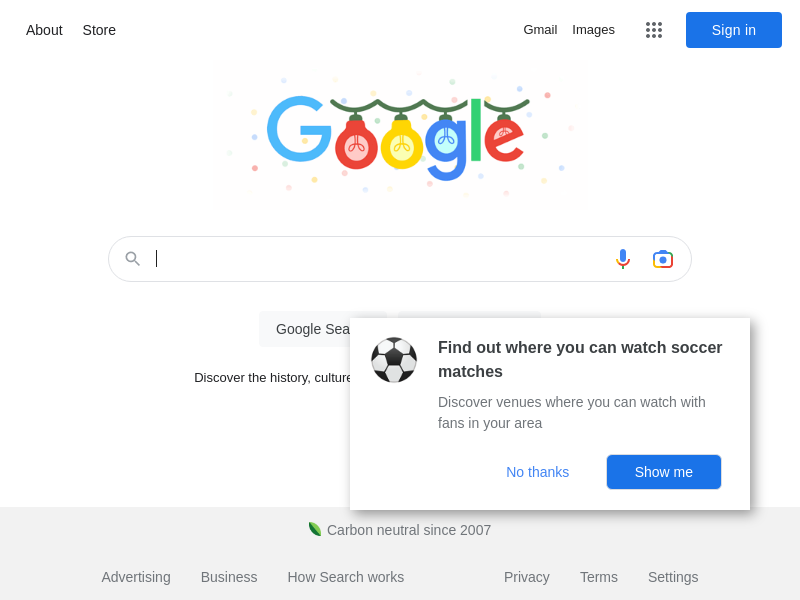 About Store Gmail Images Sign in
Google
Google Sea
Discover the history, culture
Find out where you can watch soccer
matches
Discover venues where you can watch with
fans in your area
No thanks Show me
Carbon neutral since 2007
Advertising Business How Search works Privacy Terms Settings